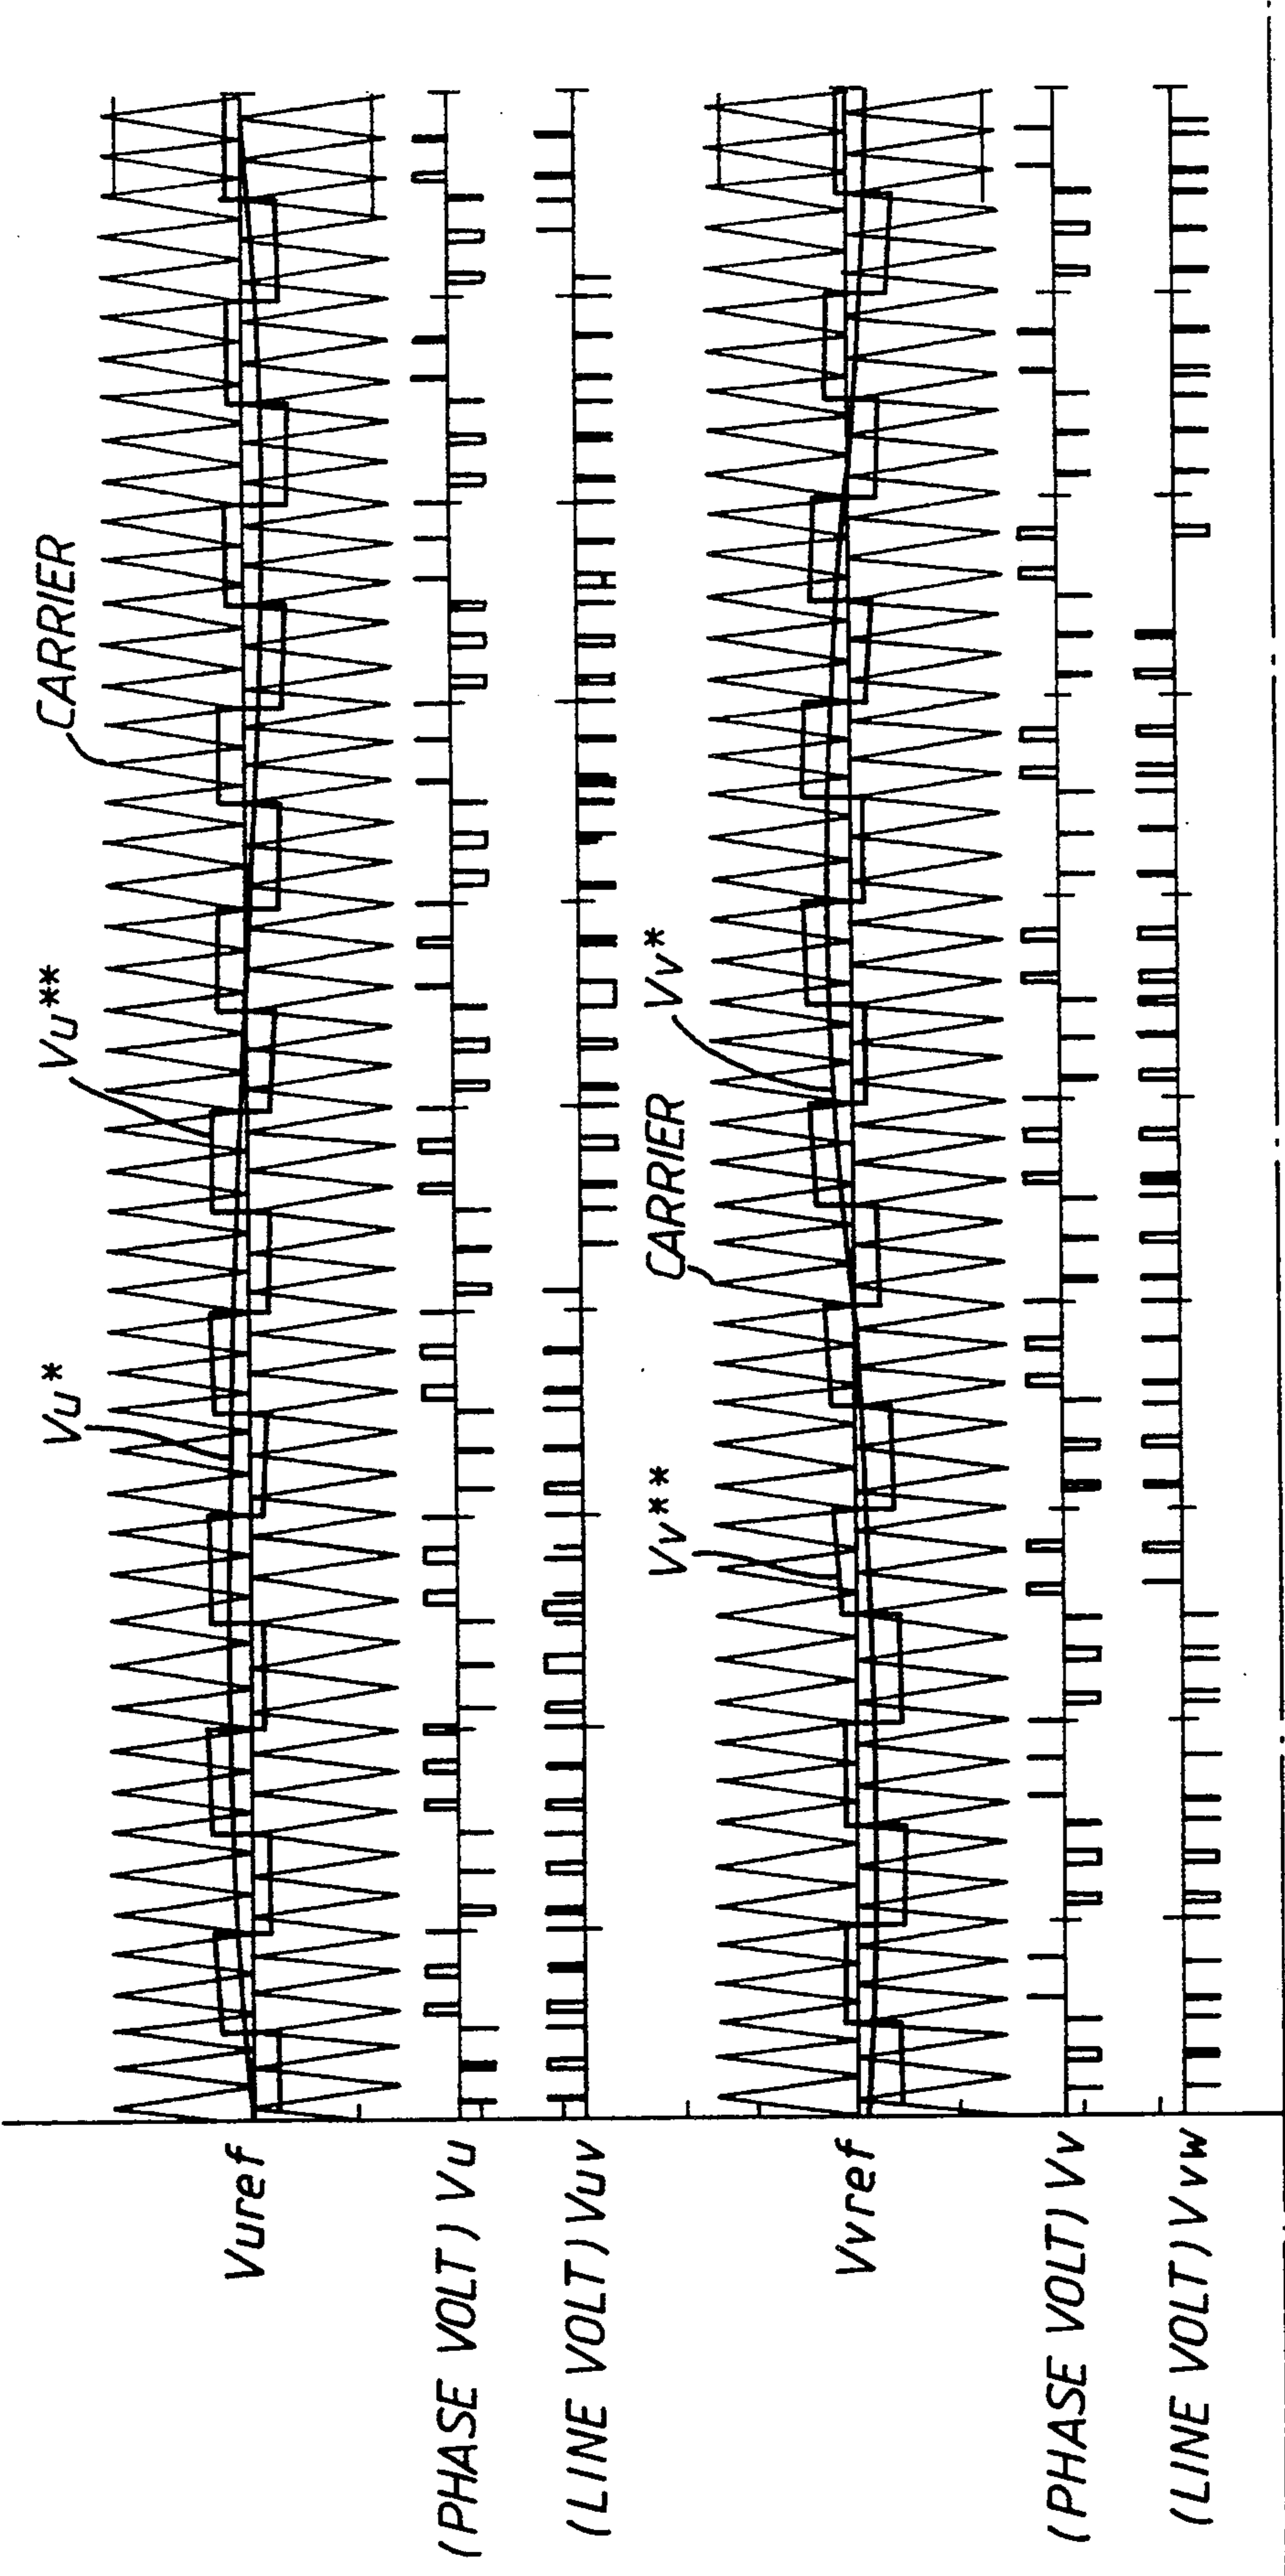 Vu*
Vu**
CARRIER
Vuref
(PHASE VOLT) Vu
(LINE VOLT) Vuv
Vv**
CARRIER
Vv*
Vvref
(PHASE VOLT) Vv
(LINE VOLT) Vvw